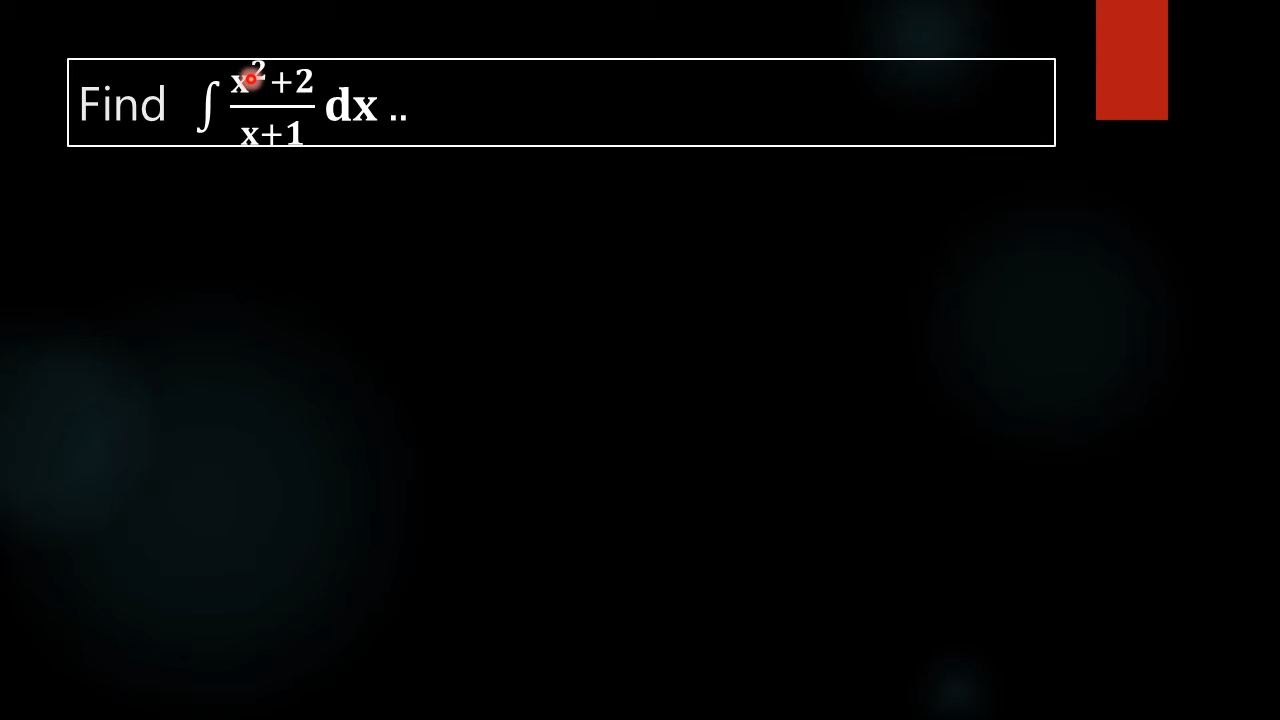 Find ∫ x²+2/x+1 dx ..